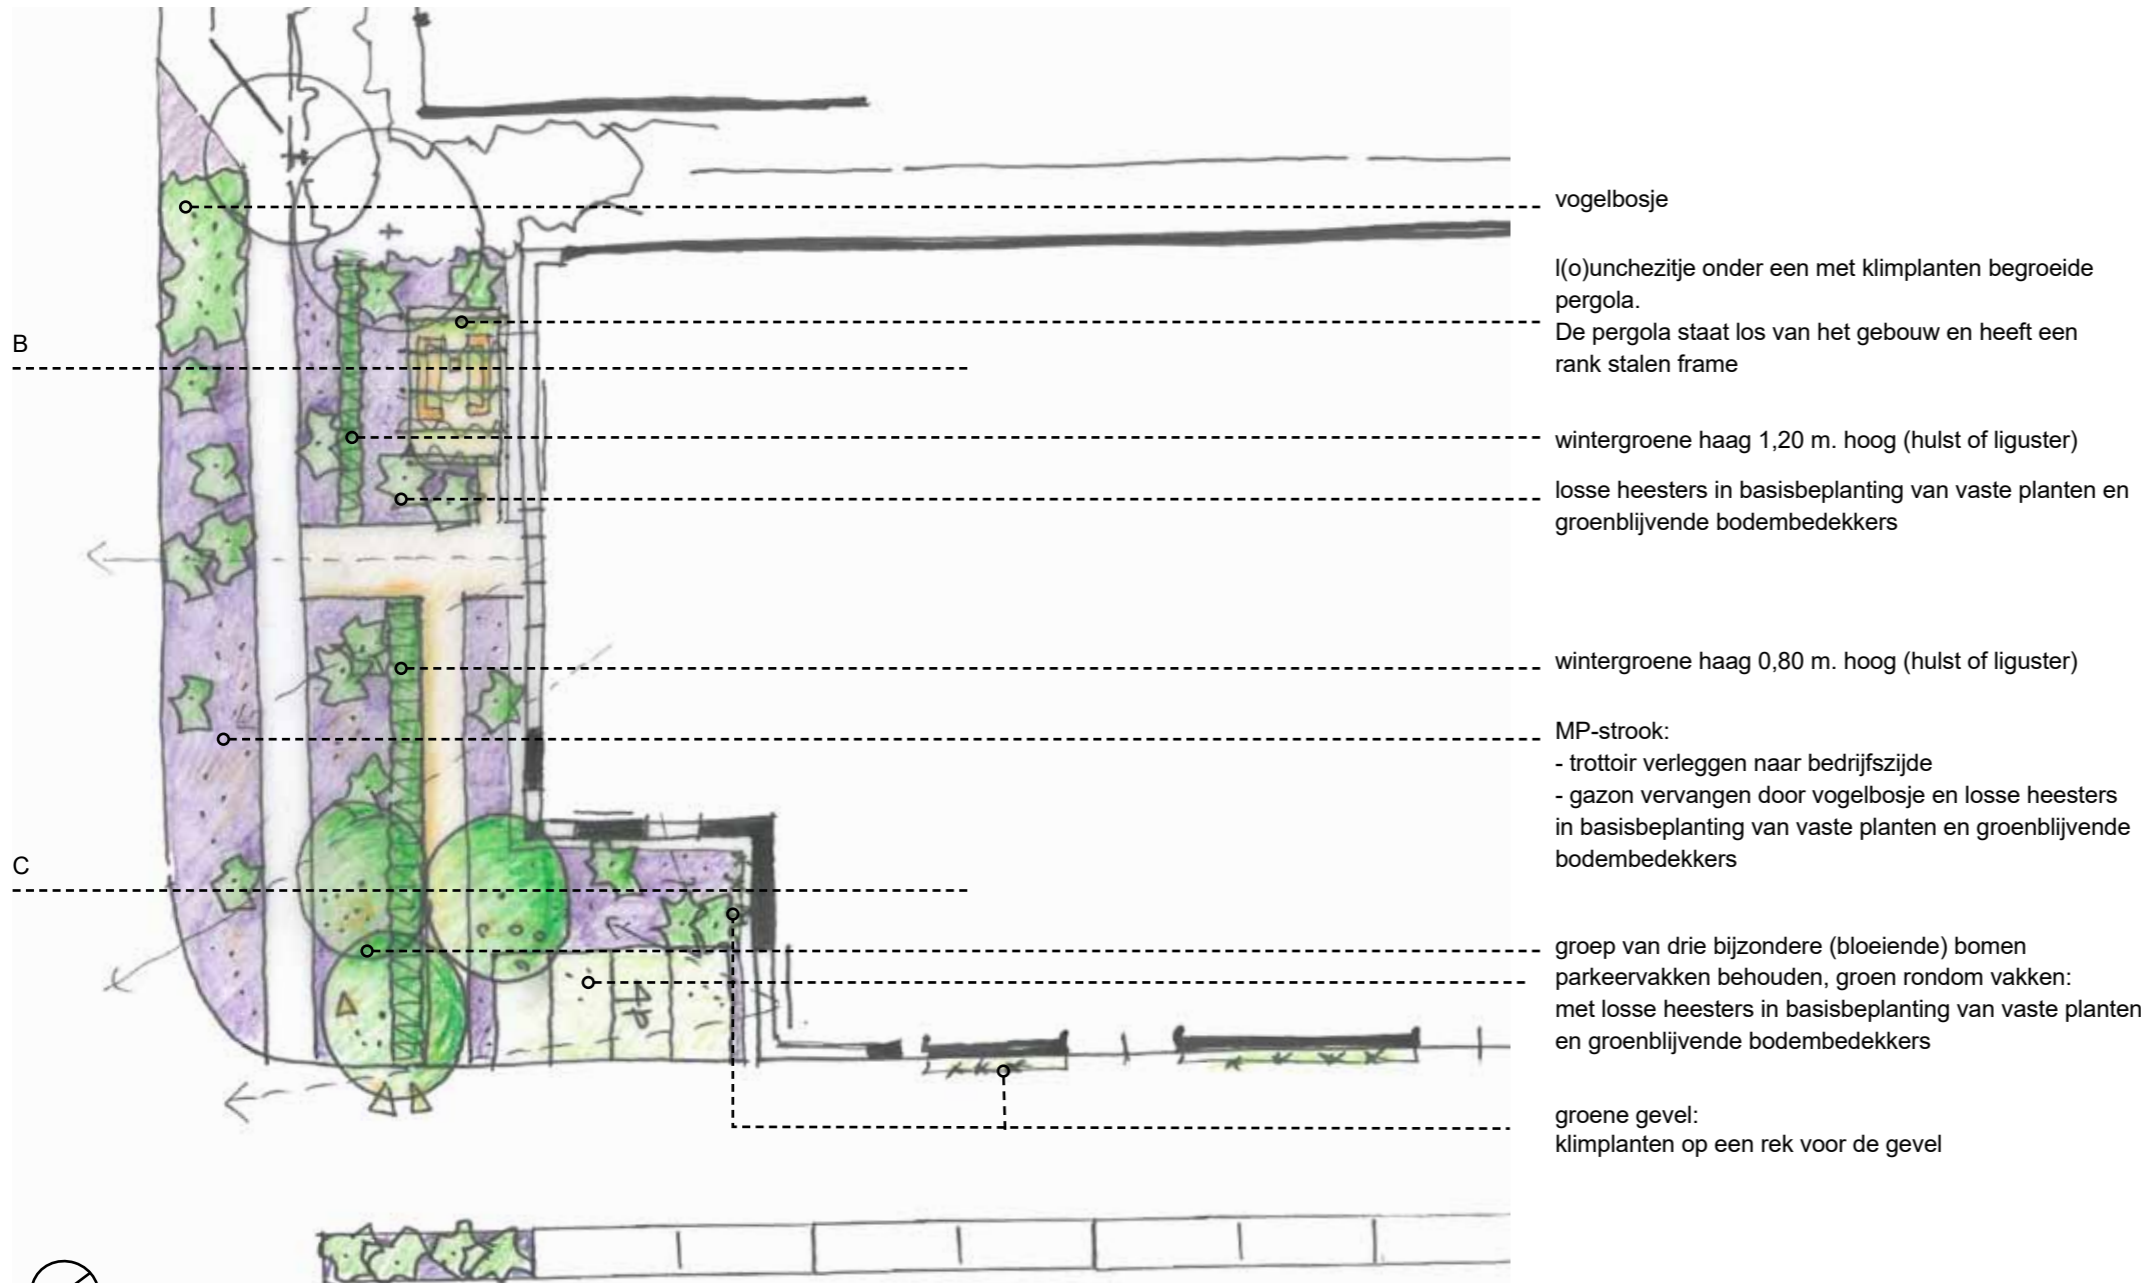 vogelbosje
l(o)unchezitje onder een met klimplanten begroeide
pergola.
De pergola staat los van het gebouw en heeft een
rank stalen frame
B
wintergroene haag 1,20 m. hoog (hulst of liguster)
losse heesters in basisbeplanting van vaste planten en
groenblijvende bodembedekkers
wintergroene haag 0,80 m. hoog (hulst of liguster)
MP-strook:
- trottoir verleggen naar bedrijfszijde
- gazon vervangen door vogelbosje en losse heesters
in basisbeplanting van vaste planten en groenblijvende
bodembedekkers
C
groep van drie bijzondere (bloeiende) bomen
parkeervakken behouden, groen rondom vakken:
met losse heesters in basisbeplanting van vaste planten
en groenblijvende bodembedekkers
4P
groene gevel:
klimplanten op een rek voor de gevel